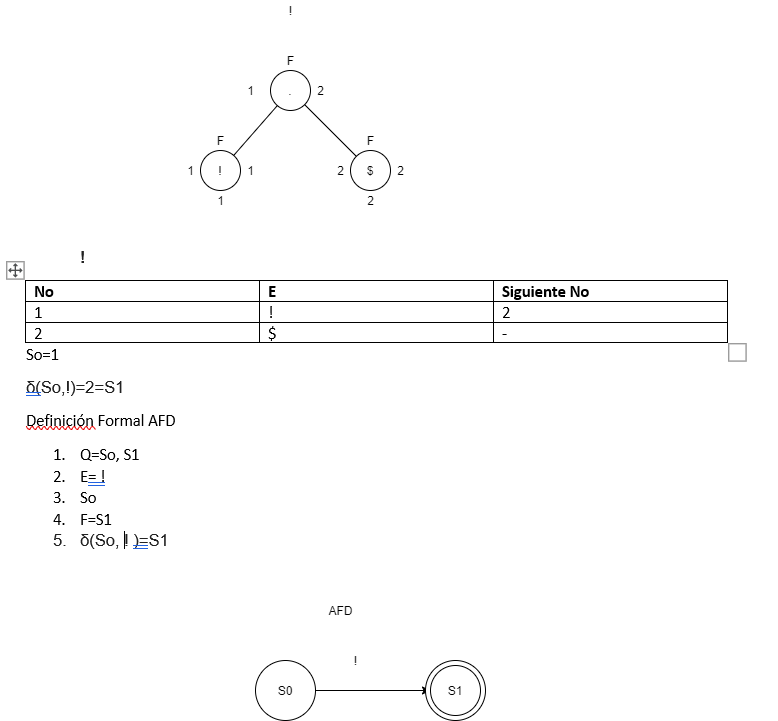 !
F
1 . 2
F F
1 ! 1 2 $ 2
1 2
!
No E Siguiente No
1 ! 2
2 $ -
So=1
δ(So,!)=2=S1
Definición Formal AFD
1. Q=So, S1
2. E= !
3. So
4. F=S1
5. δ(So, ! )=S1
AFD
!
S0 S1